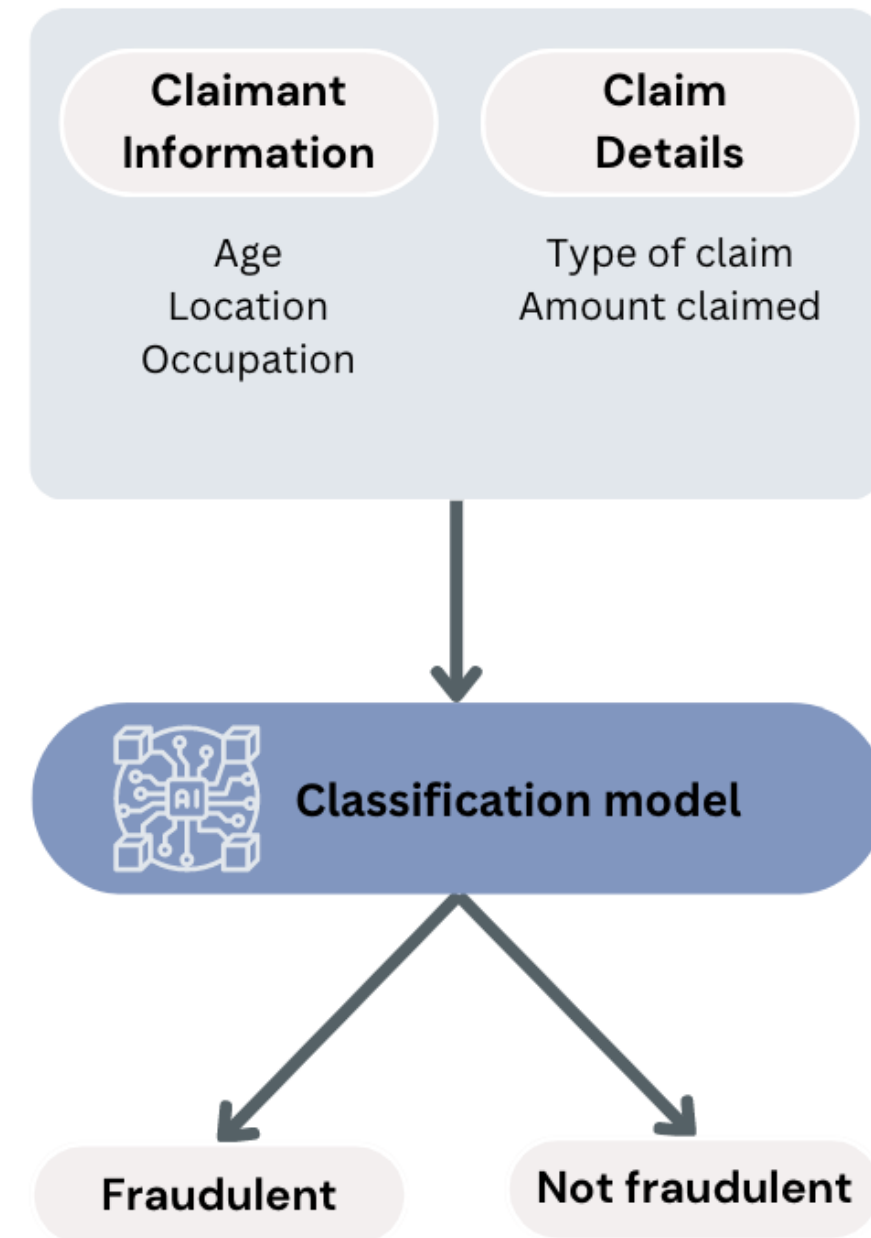 Claimant
Information
Claim
Details
Age
Location
Occupation
Type of claim
Amount claimed
AI
Classification model
Fraudulent
Not fraudulent